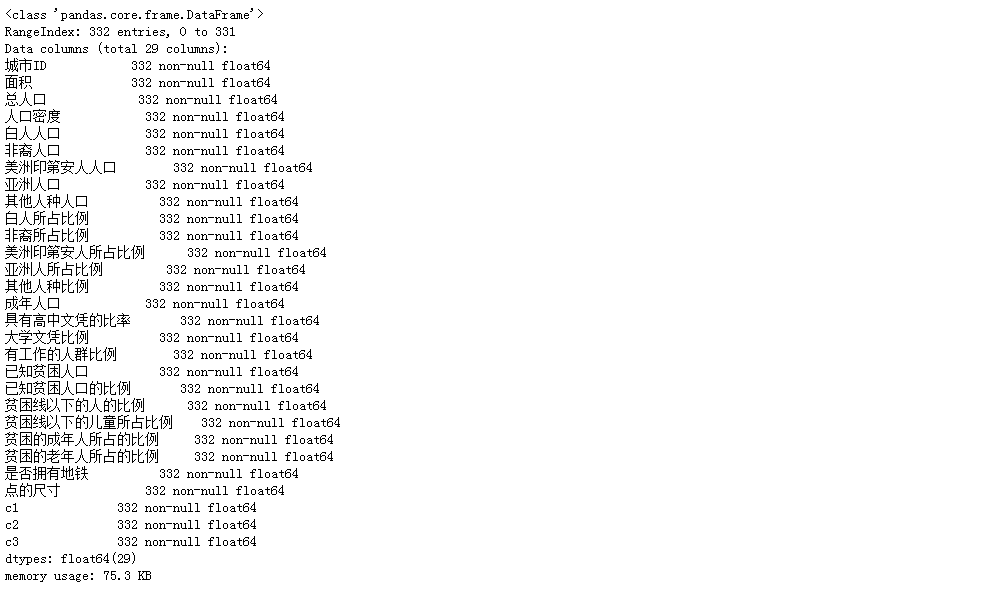 <class 'pandas.core.frame.DataFrame'>
RangeIndex: 332 entries, 0 to 331
Data columns (total 29 columns):
城市ID            332 non-null float64
面积              332 non-null float64
总人口             332 non-null float64
人口密度            332 non-null float64
白人人口            332 non-null float64
非裔人口            332 non-null float64
美洲印第安人人口        332 non-null float64
亚洲人口            332 non-null float64
其他人种人口          332 non-null float64
白人所占比例          332 non-null float64
非裔所占比例          332 non-null float64
美洲印第安人所占比例      332 non-null float64
亚洲人所占比例         332 non-null float64
其他人种比例          332 non-null float64
成年人口            332 non-null float64
具有高中文凭的比率       332 non-null float64
大学文凭比例          332 non-null float64
有工作的人群比例        332 non-null float64
已知贫困人口          332 non-null float64
已知贫困人口的比例       332 non-null float64
贫困线以下的人的比例      332 non-null float64
贫困线以下的儿童所占比例    332 non-null float64
贫困的成年人所占的比例     332 non-null float64
贫困的老年人所占的比例     332 non-null float64
是否拥有地铁          332 non-null float64
点的尺寸            332 non-null float64
c1              332 non-null float64
c2              332 non-null float64
c3              332 non-null float64
dtypes: float64(29)
memory usage: 75.3 KB